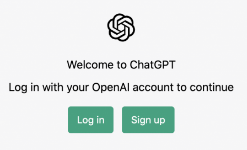 Welcome to ChatGPT
Log in with your OpenAI account to continue
Log in
Sign up